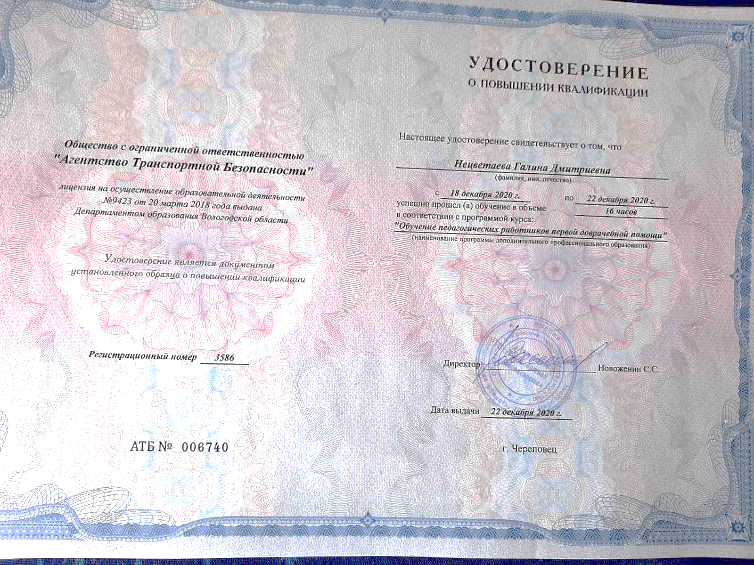 Общество с ограниченной ответственностью
"Агентство Транспортной Безопасности"
лицензия на осуществление образовательной деятельности
№9423 от 20 марта 2018 года выдана
Департаментом образования Вологодской области
Удостоверение является документом
установленного образца о повышении квалификации
Регистрационный номер 3586
АТБ № 006740
УДОСТОВЕРЕНИЕ
О ПОВЫШЕНИИ КВАЛИФИКАЦИИ
Настоящее удостоверение свидетельствует о том, что
Нецветаева Галина Дмитриевна
(фамилия, имя, отчество)
с 18 декабря 2020 г. по 22 декабря 2020 г.
успешно прошел (а) обучение в объеме 16 часов
в соответствии с программой курса:
"Обучение педагогических работников первой доврачебной помощи"
(наименование программы дополнительного профессионального образования)
Директор Новоженин С.С.
Дата выдачи 22 декабря 2020 г.
г. Череповец